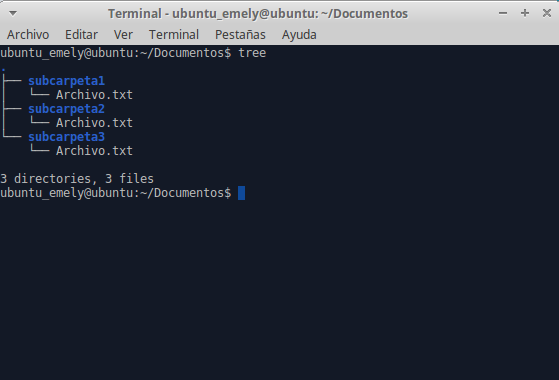 Terminal - ubuntu_emely@ubuntu: ~/Documentos
Archivo Editar Ver Terminal Pestañas Ayuda
ubuntu_emely@ubuntu:~/Documentos$ tree
.
├── subcarpeta1
│   └── Archivo.txt
├── subcarpeta2
│   └── Archivo.txt
└── subcarpeta3
    └── Archivo.txt
3 directories, 3 files
ubuntu_emely@ubuntu:~/Documentos$